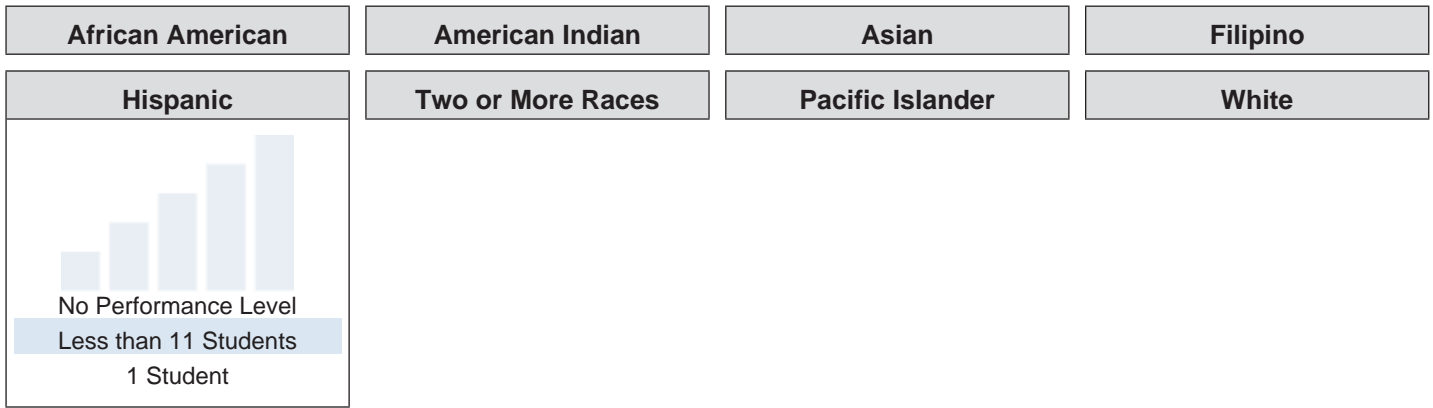 African American
American Indian
Asian
Filipino
Hispanic
Two or More Races
Pacific Islander
White
No Performance Level
Less than 11 Students
1 Student